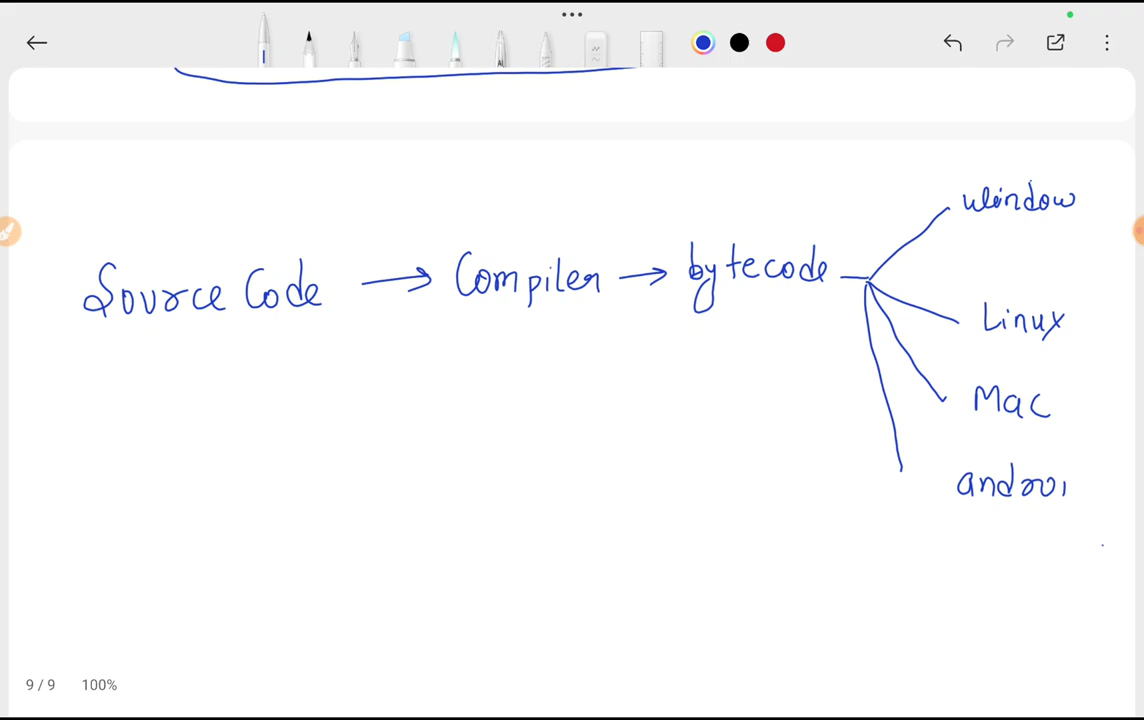 Source Code → Compiler → bytecode
window
Linux
Mac
androi
9 / 9 100%